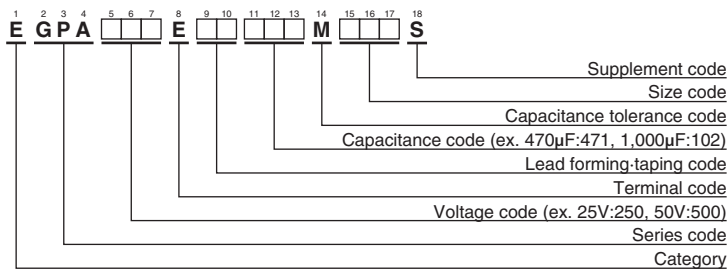 1 2 3 4 5 6 7 8 9 10 11 12 13 14 15 16 17 18
E GPA E M S
Supplement code
Size code
Capacitance tolerance code
Capacitance code (ex. 470µF:471, 1,000µF:102)
Lead forming·taping code
Terminal code
Voltage code (ex. 25V:250, 50V:500)
Series code
Category